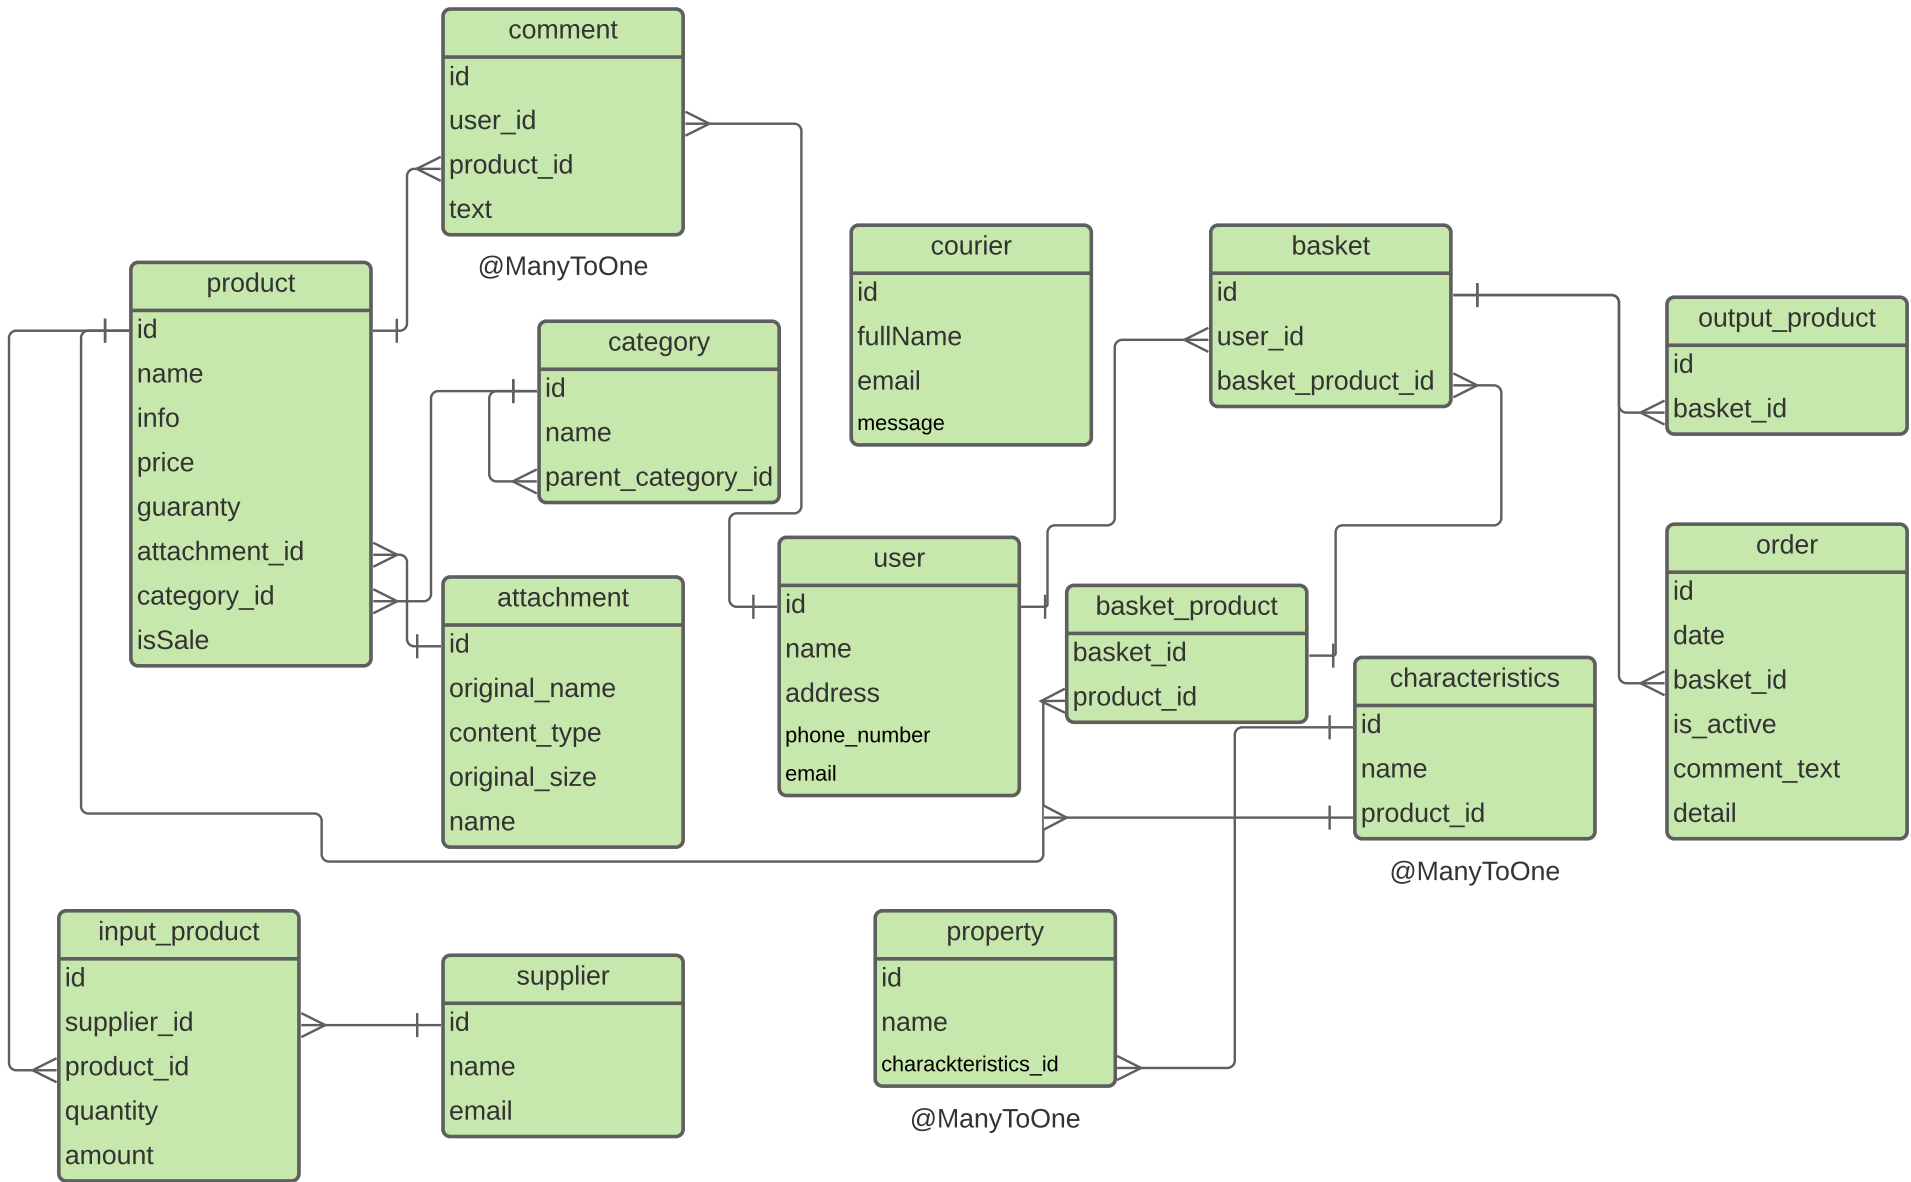 comment
id
user_id
product_id
text
@ManyToOne
product
id
name
info
price
guaranty
attachment_id
category_id
isSale
category
id
name
parent_category_id
courier
id
fullName
email
message
basket
id
user_id
basket_product_id
output_product
id
basket_id
attachment
id
original_name
content_type
original_size
name
user
id
name
address
phone_number
email
basket_product
basket_id
product_id
characteristics
id
name
product_id
@ManyToOne
order
id
date
basket_id
is_active
comment_text
detail
input_product
id
supplier_id
product_id
quantity
amount
supplier
id
name
email
property
id
name
charackteristics_id
@ManyToOne